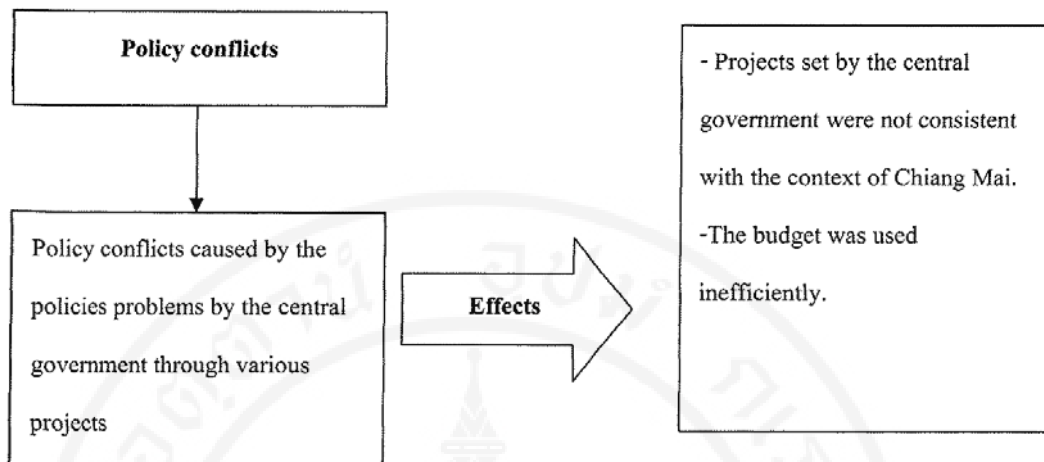 Policy conflicts
Policy conflicts caused by the
policies problems by the central
government through various
projects
Effects
- Projects set by the central
government were not consistent
with the context of Chiang Mai.
-The budget was used
inefficiently.